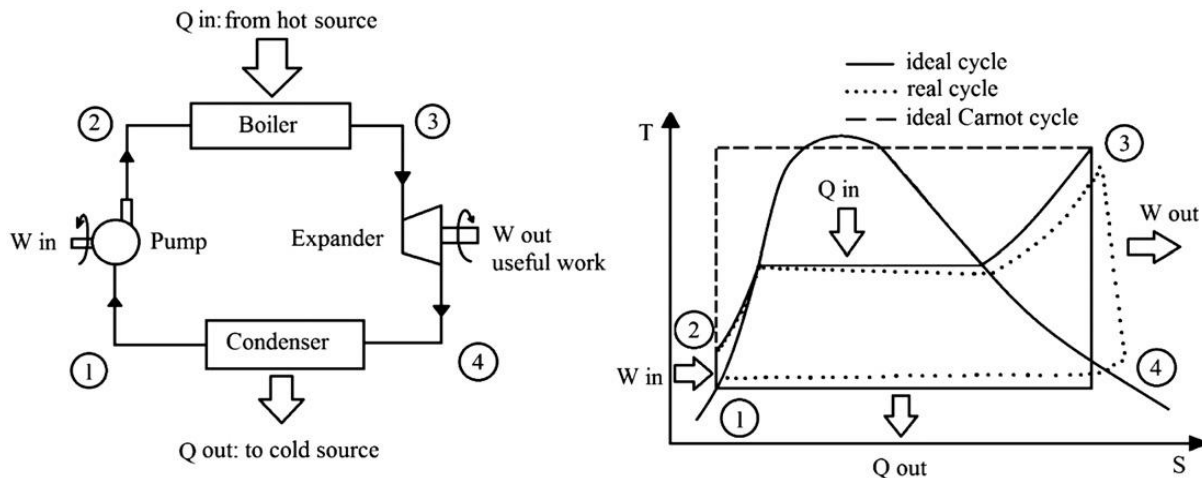 Q in: from hot source
2
Boiler
3
W in
Pump
Expander
W out
useful work
1
Condenser
4
Q out: to cold source
ideal cycle
real cycle
ideal Carnot cycle
T
3
Q in
W out
2
W in
4
1
Q out
S